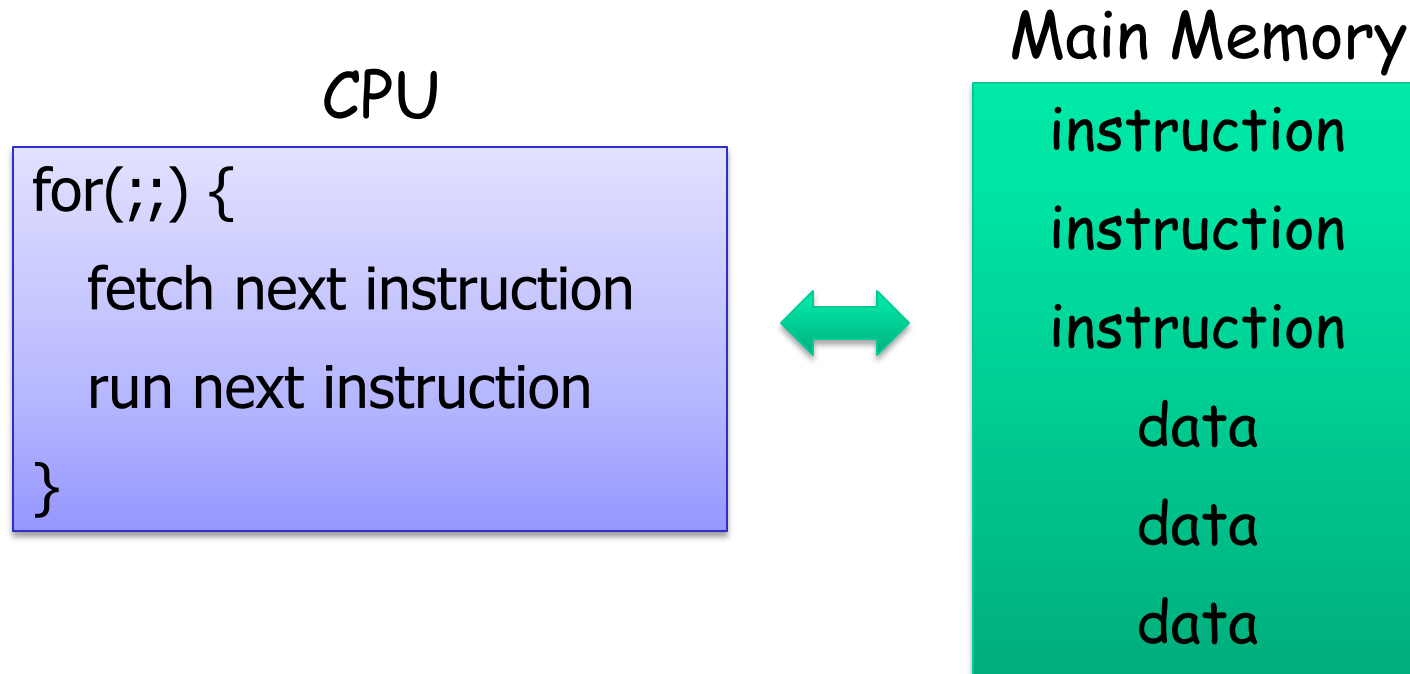 CPU
for(;;) {
fetch next instruction
run next instruction
}
Main Memory
instruction
instruction
instruction
data
data
data